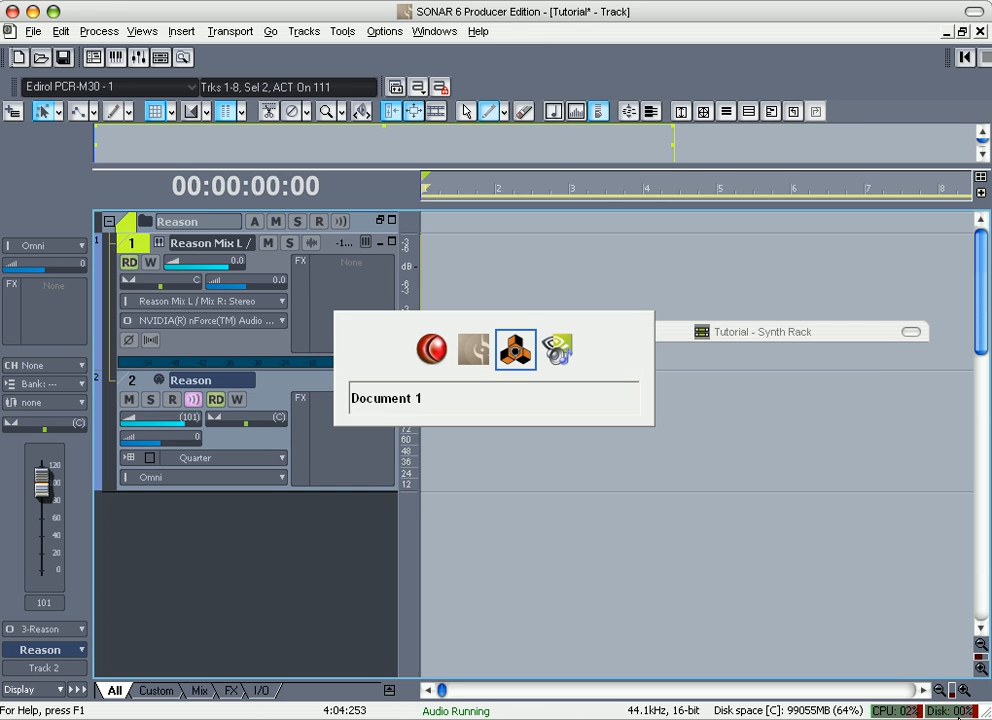 SONAR 6 Producer Edition - [Tutorial* - Track]
File Edit Process Views Insert Transport Go Tracks Tools Options Windows Help
Edirol PCR-M30 - 1
Trks 1-8, Sel 2, ACT On 111
00:00:00:00
2 3 4 5 6 7 8
Reason A M S R
1 Reason Mix L / M S -1...
RD W 0.0
C 0.0
FX None
Reason Mix L / Mix R: Stereo
NVIDIA(R) nForce(TM) Audio ...
dB
2 Reason
M S R RD W
(101) (C)
0
FX
Quarter
Omni
72
60
48
36
24
12
Omni
0
FX None
CH None
Bank: ---
none
(C)
120
80
60
40
20
0
101
3-Reason
Reason
Track 2
Display
Tutorial - Synth Rack
Document 1
All Custom Mix FX I/O
For Help, press F1
4:04:253
Audio Running
44.1kHz, 16-bit
Disk space [C]: 99055MB (64%)
CPU: 02%
Disk: 00%